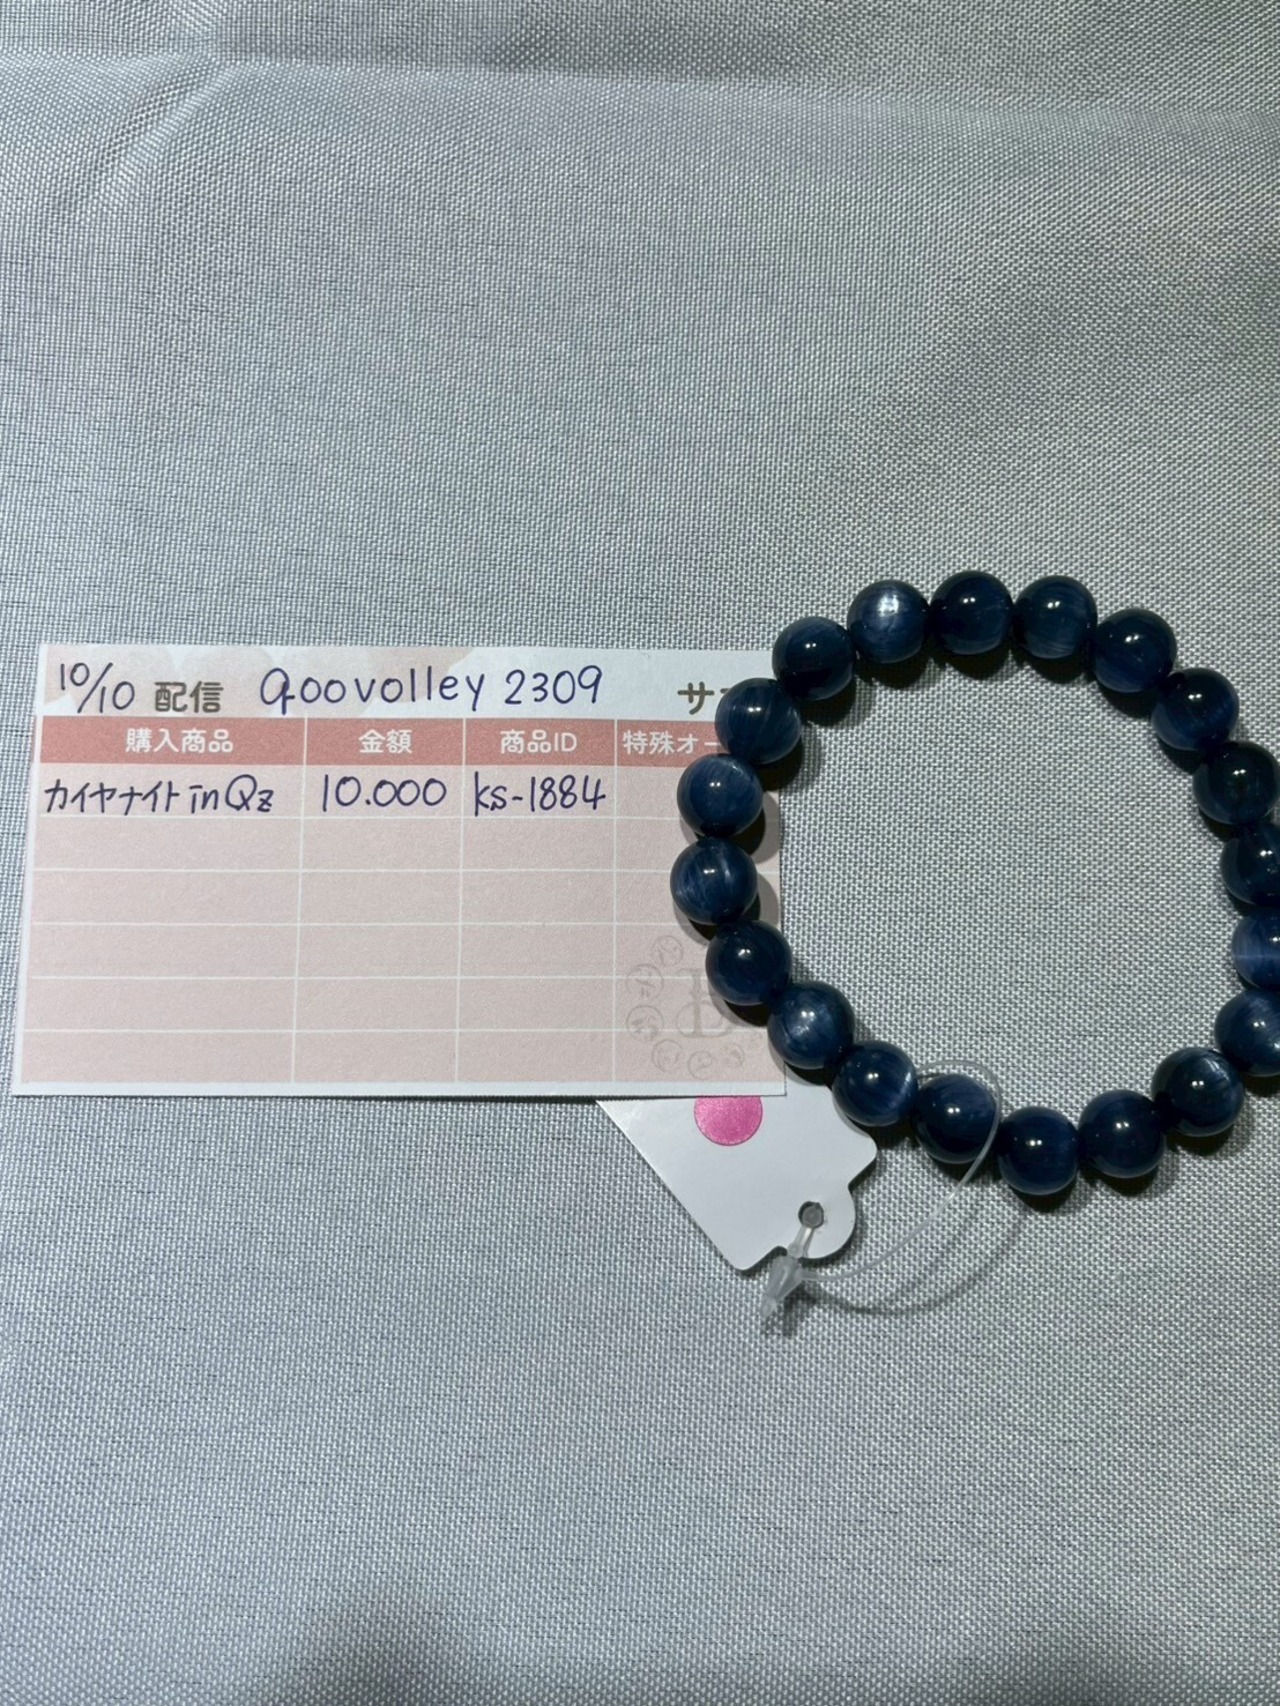 10/10 配信 qoovolley 2309 サ
購入商品 金額 商品ID 特殊オー
カイヤナイト in Qz 10.000 ks-1884